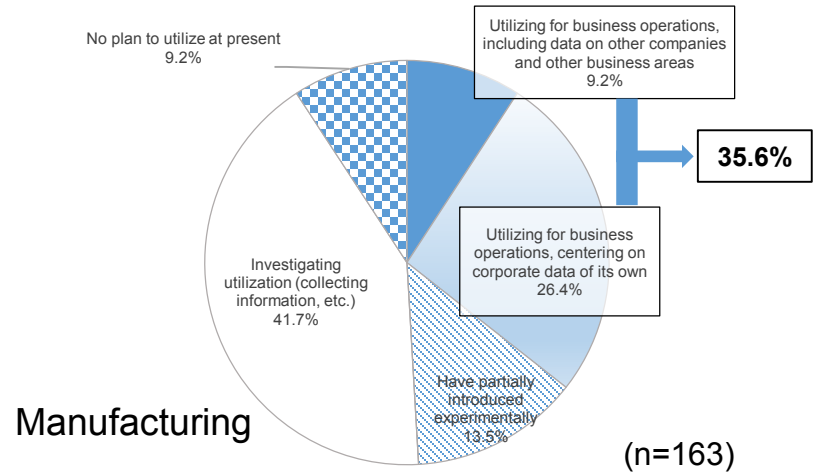 No plan to utilize at present
9.2%
Utilizing for business operations,
including data on other companies
and other business areas
9.2%
35.6%
Utilizing for business
operations, centering on
corporate data of its own
26.4%
Investigating
utilization (collecting
information, etc.)
41.7%
Have partially
introduced
experimentally
13.5%
Manufacturing
(n=163)